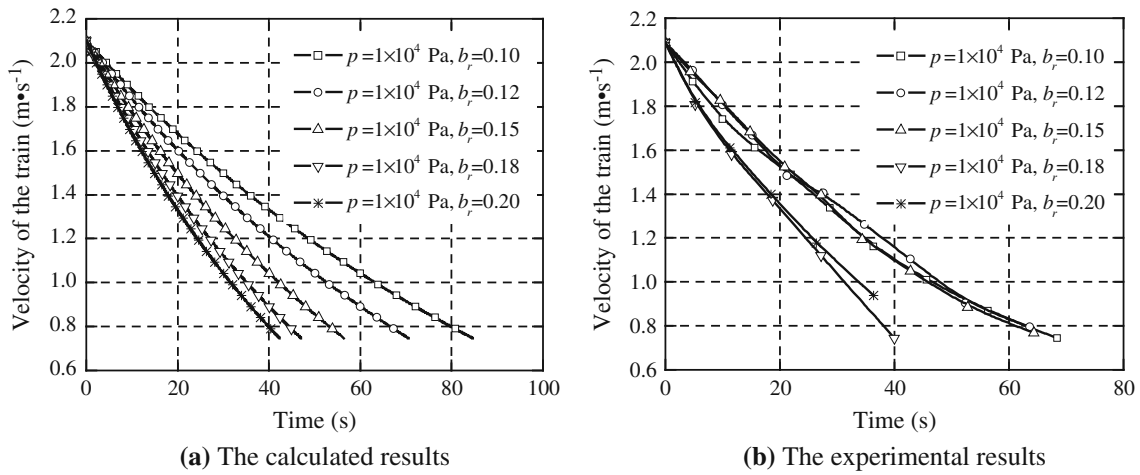 2.2
2.0
1.8
1.6
1.4
1.2
1.0
0.8
0.6
Velocity of the train (m•s⁻¹)
p=1×10⁴ Pa, bᵣ=0.10
p=1×10⁴ Pa, bᵣ=0.12
p=1×10⁴ Pa, bᵣ=0.15
p=1×10⁴ Pa, bᵣ=0.18
p=1×10⁴ Pa, bᵣ=0.20
0 20 40 60 80 100
Time (s)
(a) The calculated results
2.2
2.0
1.8
1.6
1.4
1.2
1.0
0.8
0.6
Velocity of the train (m•s⁻¹)
p=1×10⁴ Pa, bᵣ=0.10
p=1×10⁴ Pa, bᵣ=0.12
p=1×10⁴ Pa, bᵣ=0.15
p=1×10⁴ Pa, bᵣ=0.18
p=1×10⁴ Pa, bᵣ=0.20
0 20 40 60 80
Time (s)
(b) The experimental results